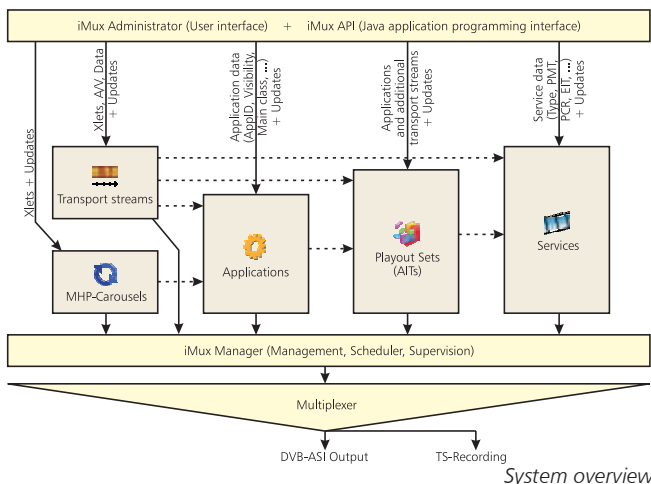 iMux Administrator (User interface) + iMux API (Java application programming interface)
Xlets + Updates
Xlets, A/V, Data
+ Updates
Application data
(AppID, Visibility,
Main class, ...)
+ Updates
Applications
and additional
transport streams
+ Updates
Service data
(Type, PMT,
PCR, EIT, ...)
+ Updates
Transport streams
MHP-Carousels
Applications
Playout Sets
(AITs)
Services
iMux Manager (Management, Scheduler, Supervision)
Multiplexer
DVB-ASI Output
TS-Recording
System overview